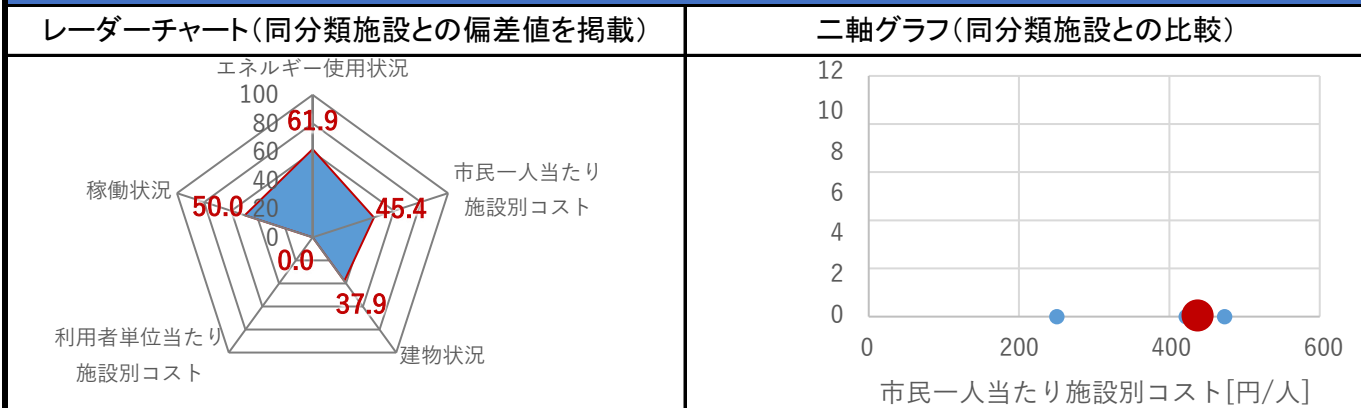 レーダーチャート(同分類施設との偏差値を掲載)
二軸グラフ(同分類施設との比較)
エネルギー使用状況
100
80
60
40
20
0
61.9
市民一人当たり
施設別コスト
45.4
稼働状況
50.0
0.0
37.9
利用者単位当たり
施設別コスト
建物状況
12
10
8
6
4
2
0
0
200
400
600
市民一人当たり施設別コスト[円/人]